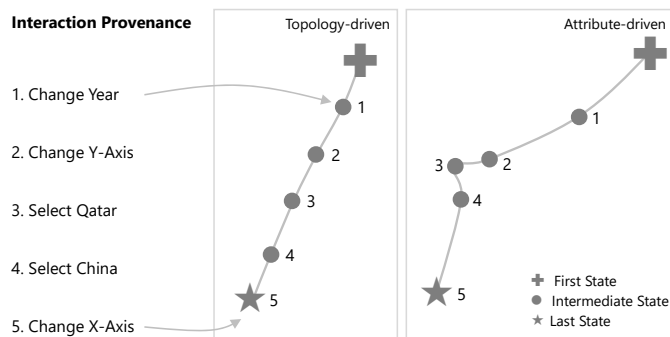 Interaction Provenance
1. Change Year
2. Change Y-Axis
3. Select Qatar
4. Select China
5. Change X-Axis
Topology-driven
1
2
3
4
5
Attribute-driven
1
2
3
4
5
First State
Intermediate State
Last State